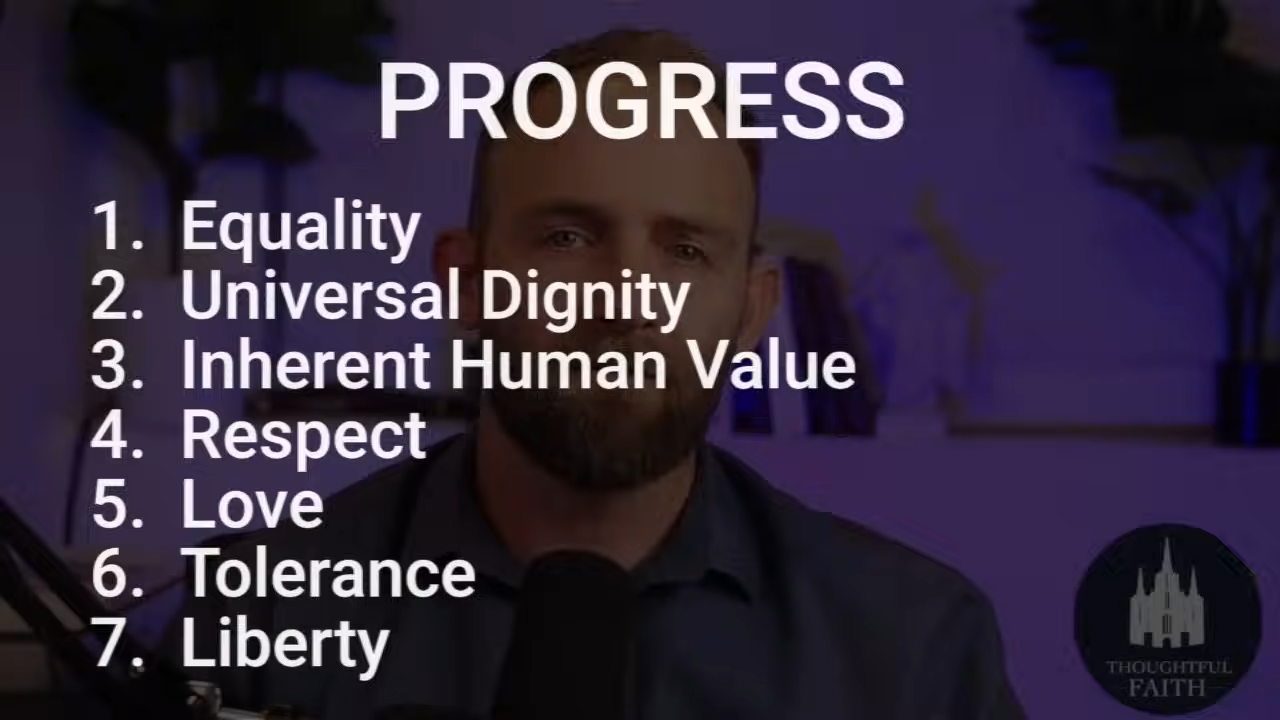 PROGRESS
1. Equality
2. Universal Dignity
3. Inherent Human Value
4. Respect
5. Love
6. Tolerance
7. Liberty
THOUGHTFUL
FAITH